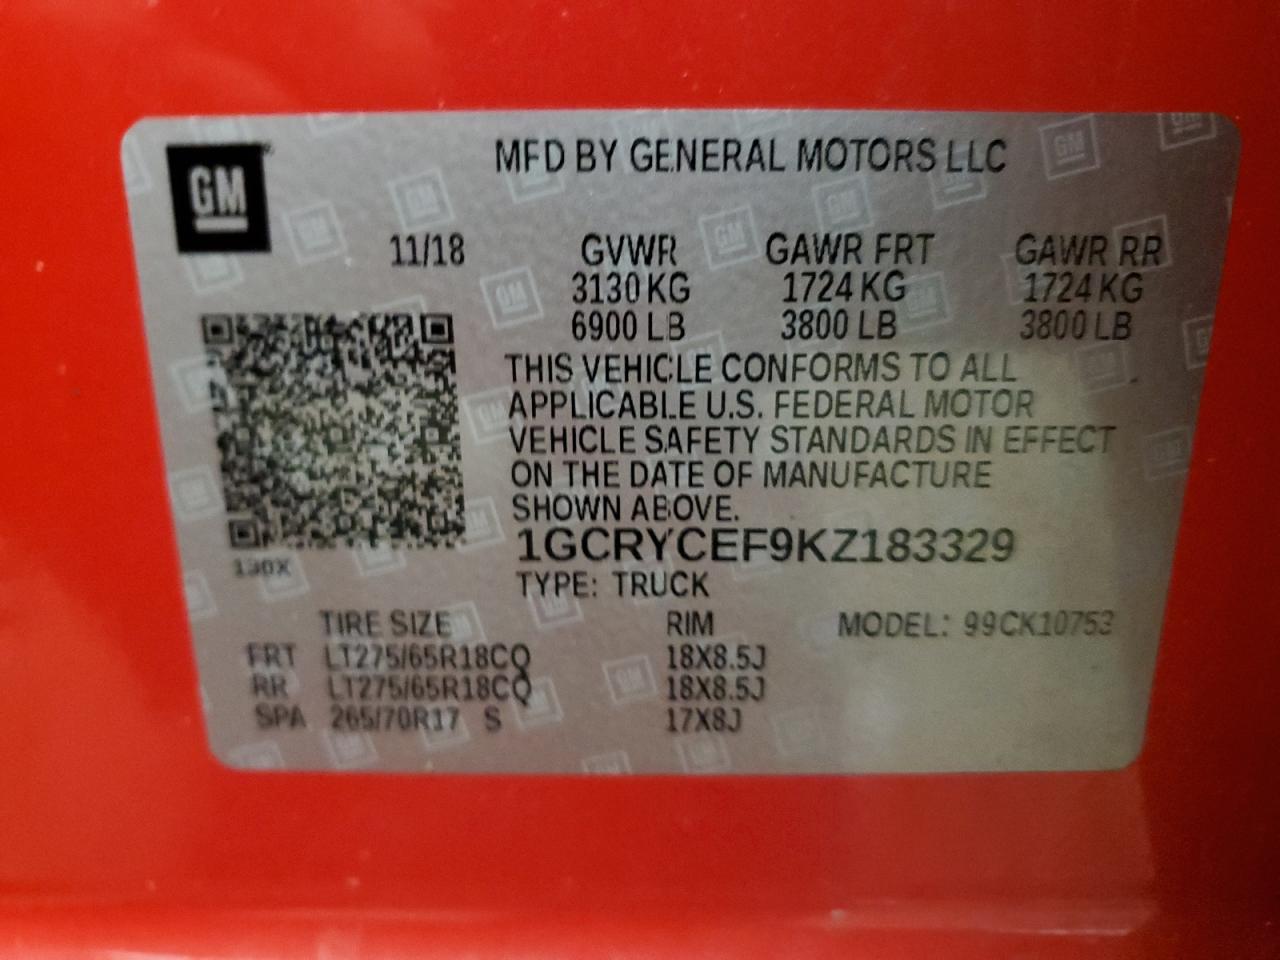 GM
MFD BY GENERAL MOTORS LLC
11/18 GVWR GAWR FRT GAWR RR
3130 KG 1724 KG 1724 KG
6900 LB 3800 LB 3800 LB
THIS VEHICLE CONFORMS TO ALL
APPLICABLE U.S. FEDERAL MOTOR
VEHICLE SAFETY STANDARDS IN EFFECT
ON THE DATE OF MANUFACTURE
SHOWN ABOVE.
1GCRYCEF9KZ183329
TYPE: TRUCK
TIRE SIZE RIM MODEL: 99CK10753
FRT LT275/65R18CQ 18X8.5J
RR LT275/65R18CQ 18X8.5J
SPA 265/70R17 S 17X8J